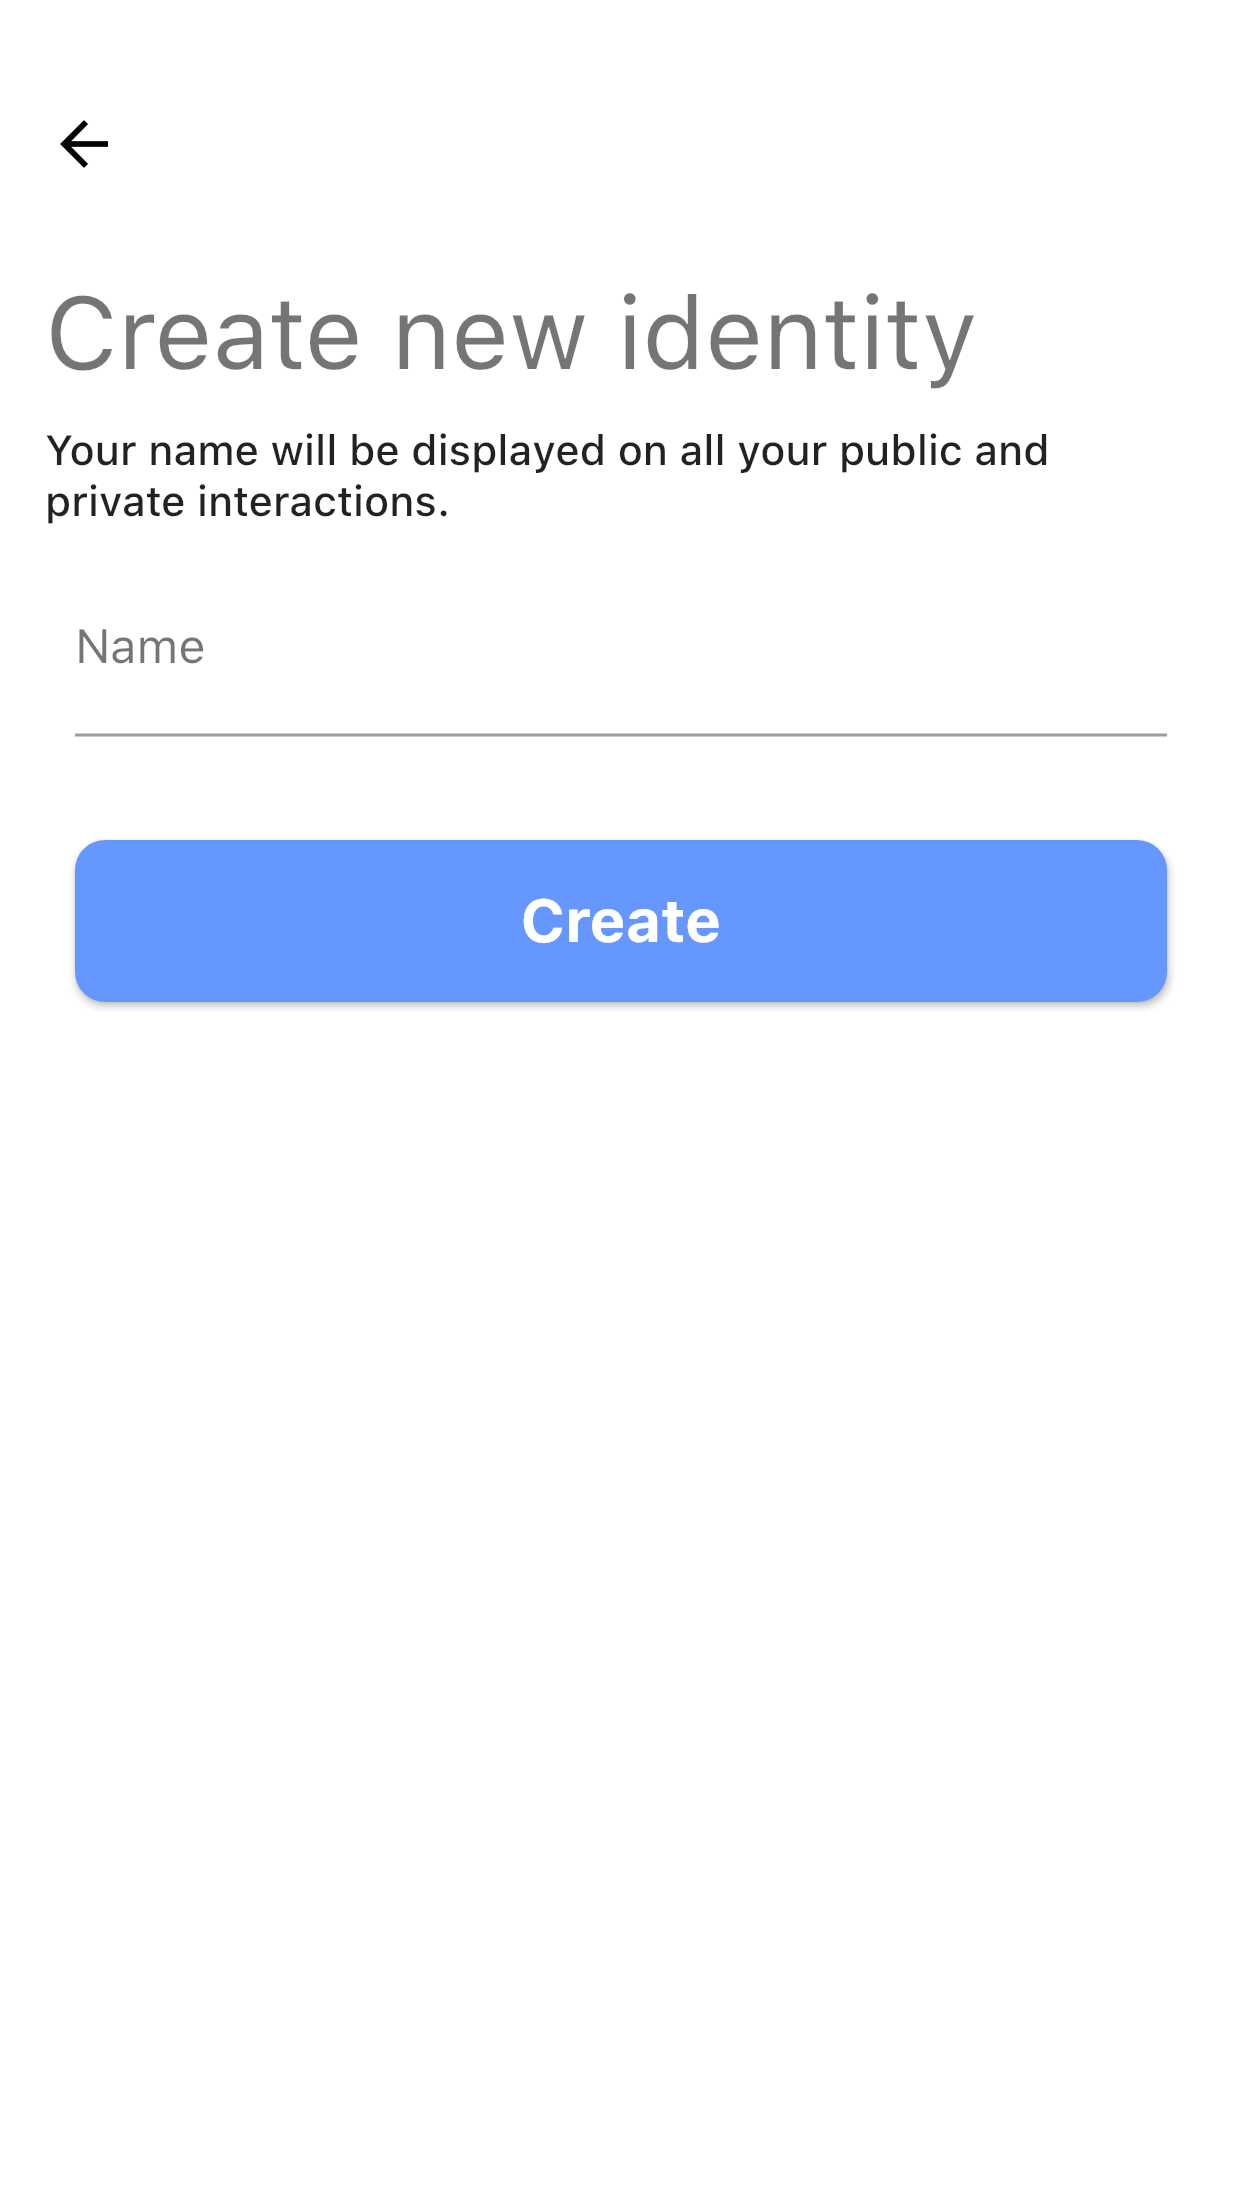 Create new identity
Your name will be displayed on all your public and
private interactions.
Name
Create